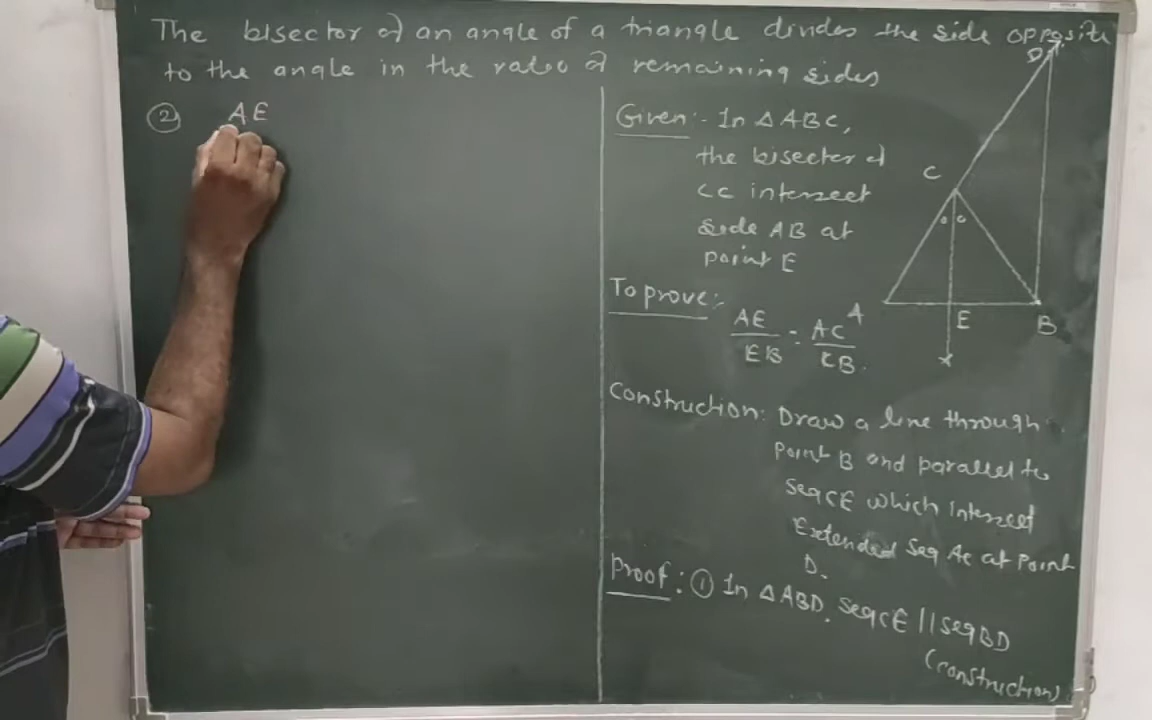 The bisector of an angle of a triangle divides the side opposite
to the angle in the ratio of remaining sides
② AE
Given:- In △ABC,
the bisector of
∠C intersect
side AB at
point E
To prove:-
AE/EB = AC/CB.
Construction: Draw a line through
Point B and parallel to
seg CE which intersect
Extended Seg AC at Point
D.
Proof: ① In △ABD, seg CE || seg BD
(construction)
D
C
A
E
B